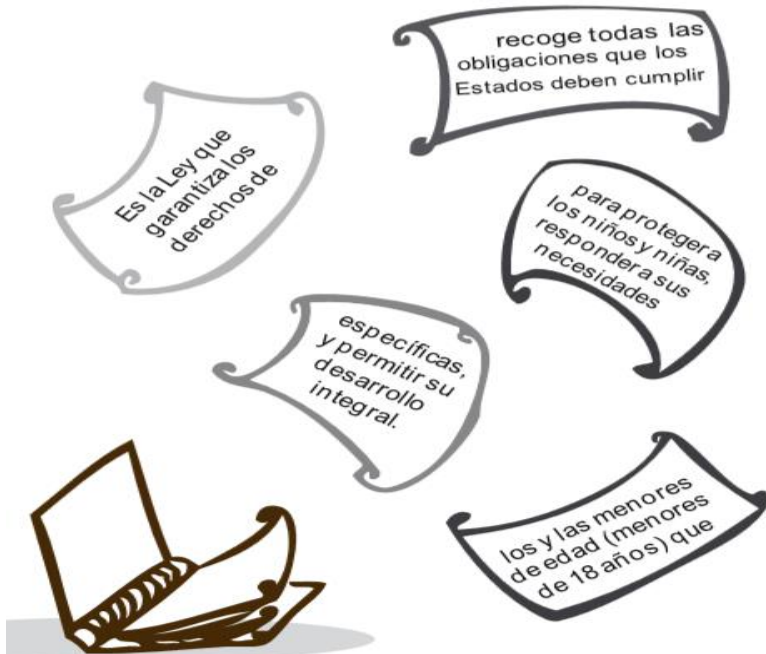 recoge todas las
obligaciones que los
Estados deben cumplir
Es la Ley que
garantiza los
derechos de
para proteger a
los niños y niñas,
responder a sus
necesidades
específicas,
y permitir su
desarrollo
integral.
los y las menores
de edad (menores
de 18 años) que